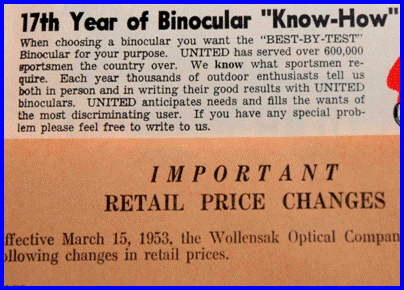 17th Year of Binocular "Know-How"
When choosing a binocular you want the "BEST-BY-TEST"
Binocular for your purpose. UNITED has served over 600,000
sportsmen the country over. We know what sportsmen re-
quire. Each year thousands of outdoor enthusiasts tell us
both in person and in writing their good results with UNITED
binoculars. UNITED anticipates needs and fills the wants of
the most discriminating user. If you have any special prob-
lem please feel free to write to us.
IMPORTANT
RETAIL PRICE CHANGES
ffective March 15, 1953, the Wollensak Optical Compan
ollowing changes in retail prices.